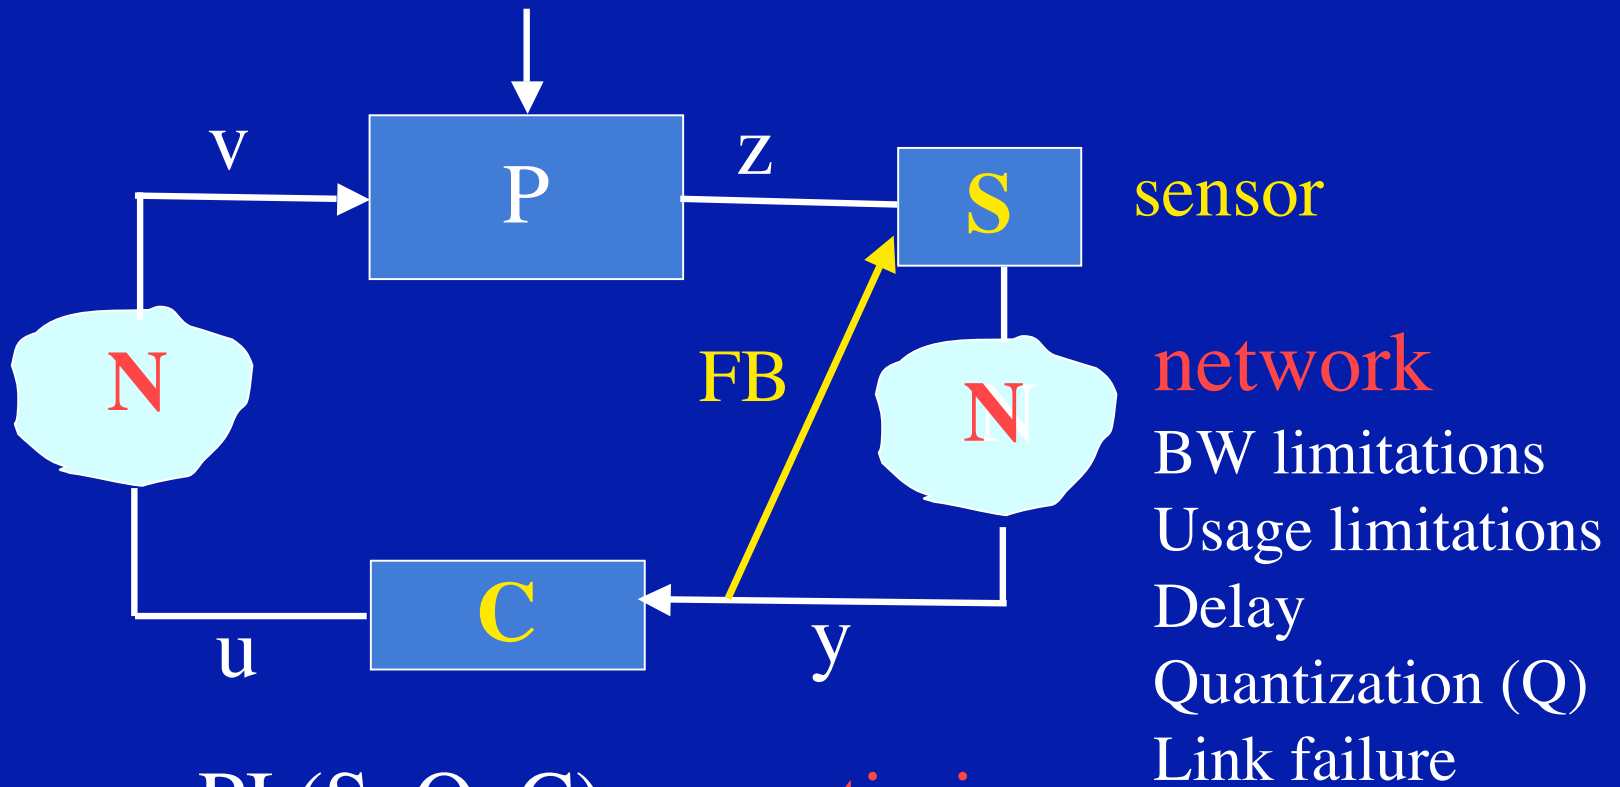 v
P
z
S
sensor
N
FB
N
network
BW limitations
Usage limitations
Delay
Quantization (Q)
Link failure
C
u
y